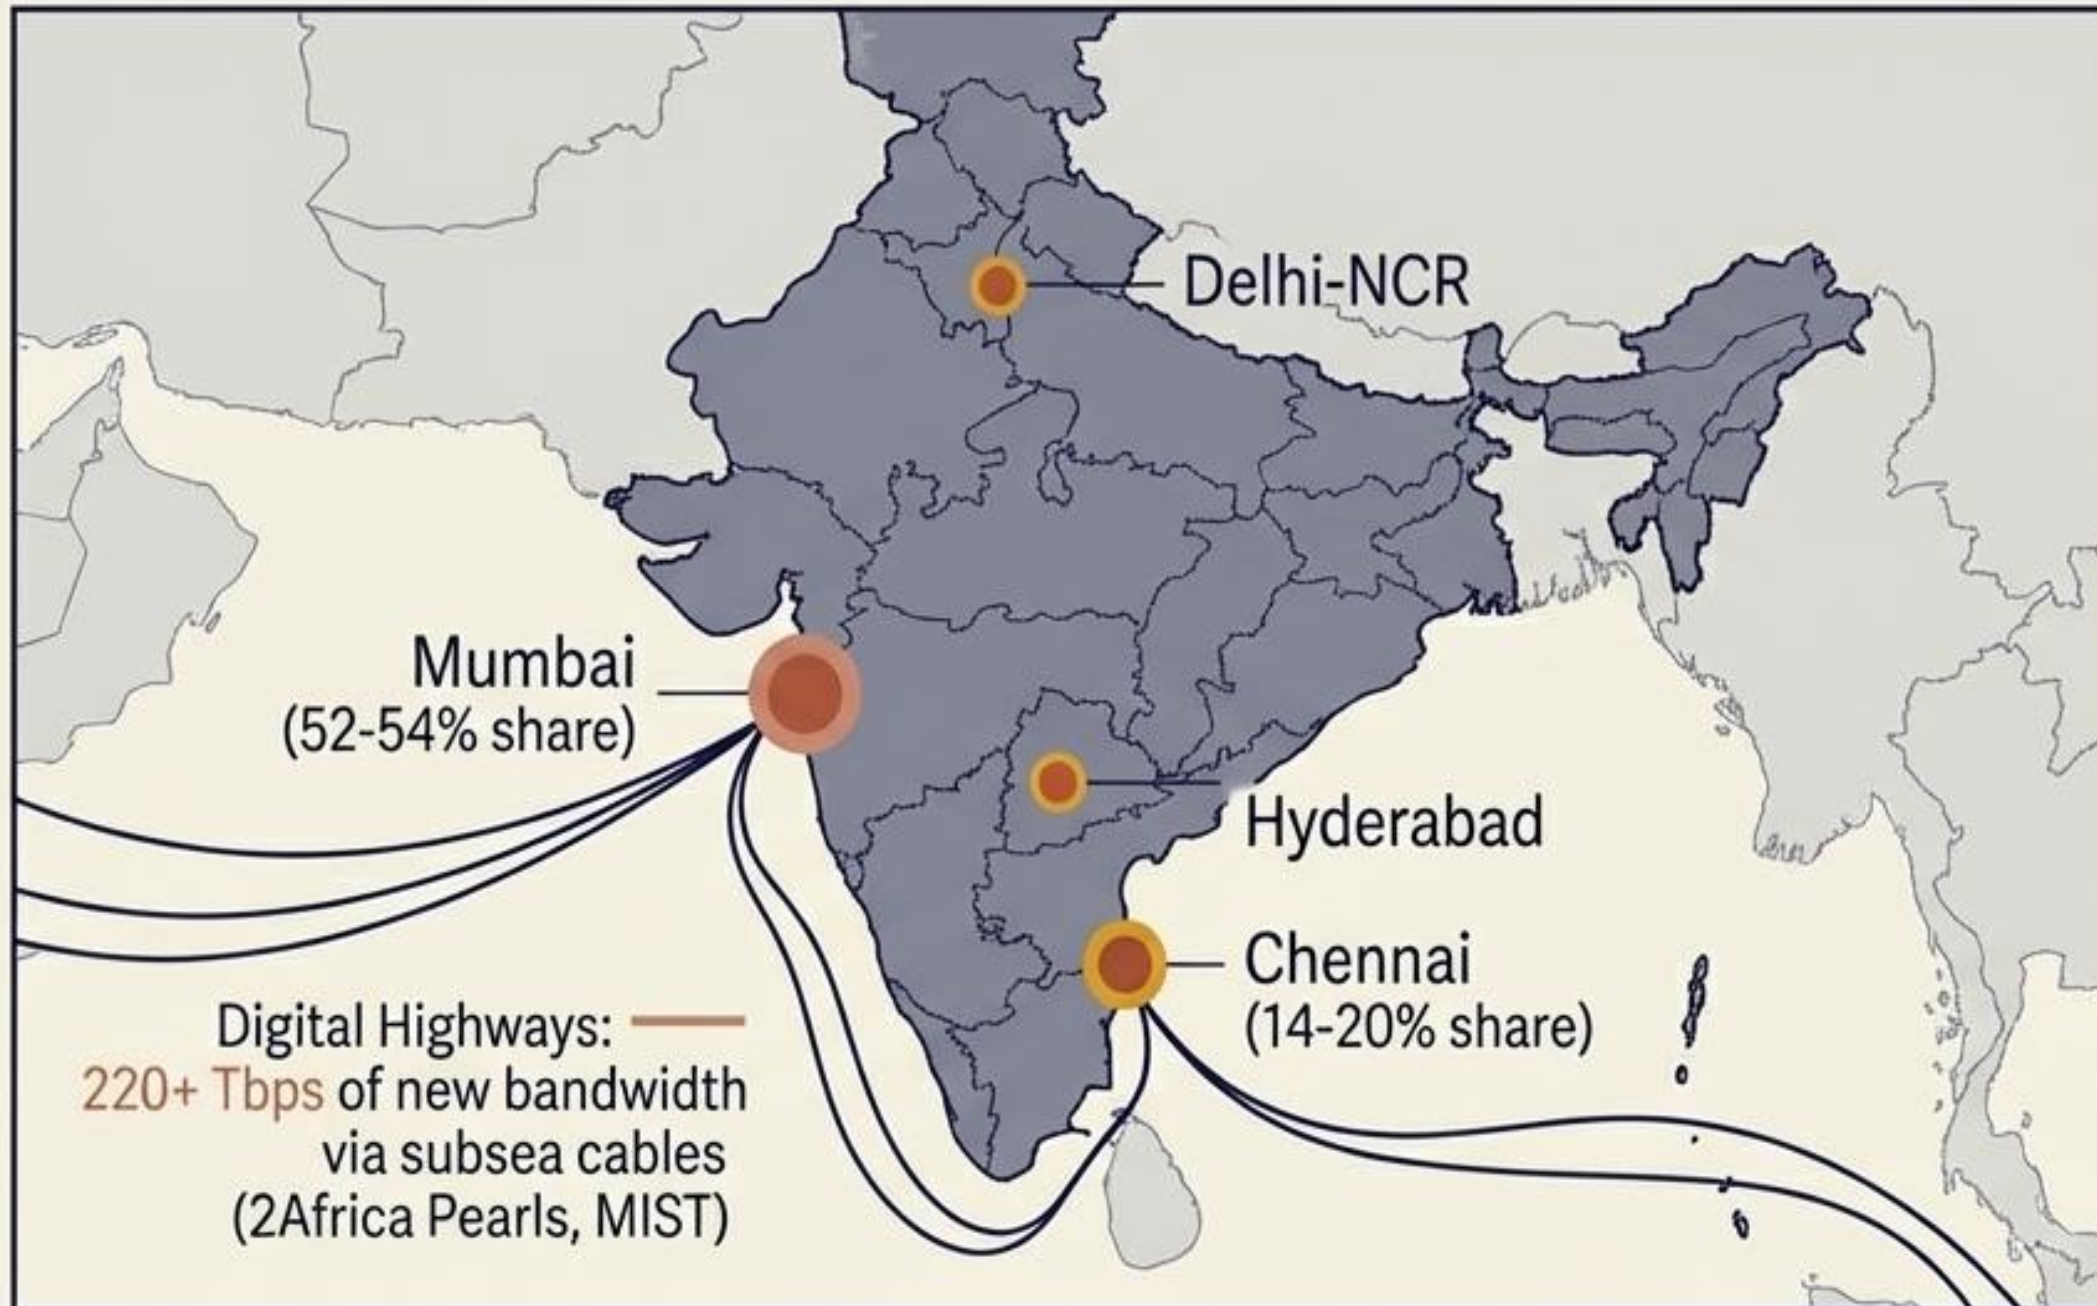 Delhi-NCR
Mumbai
(52-54% share)
Hyderabad
Chennai
(14-20% share)
Digital Highways:
220+ Tbps of new bandwidth
via subsea cables
(2Africa Pearls, MIST)